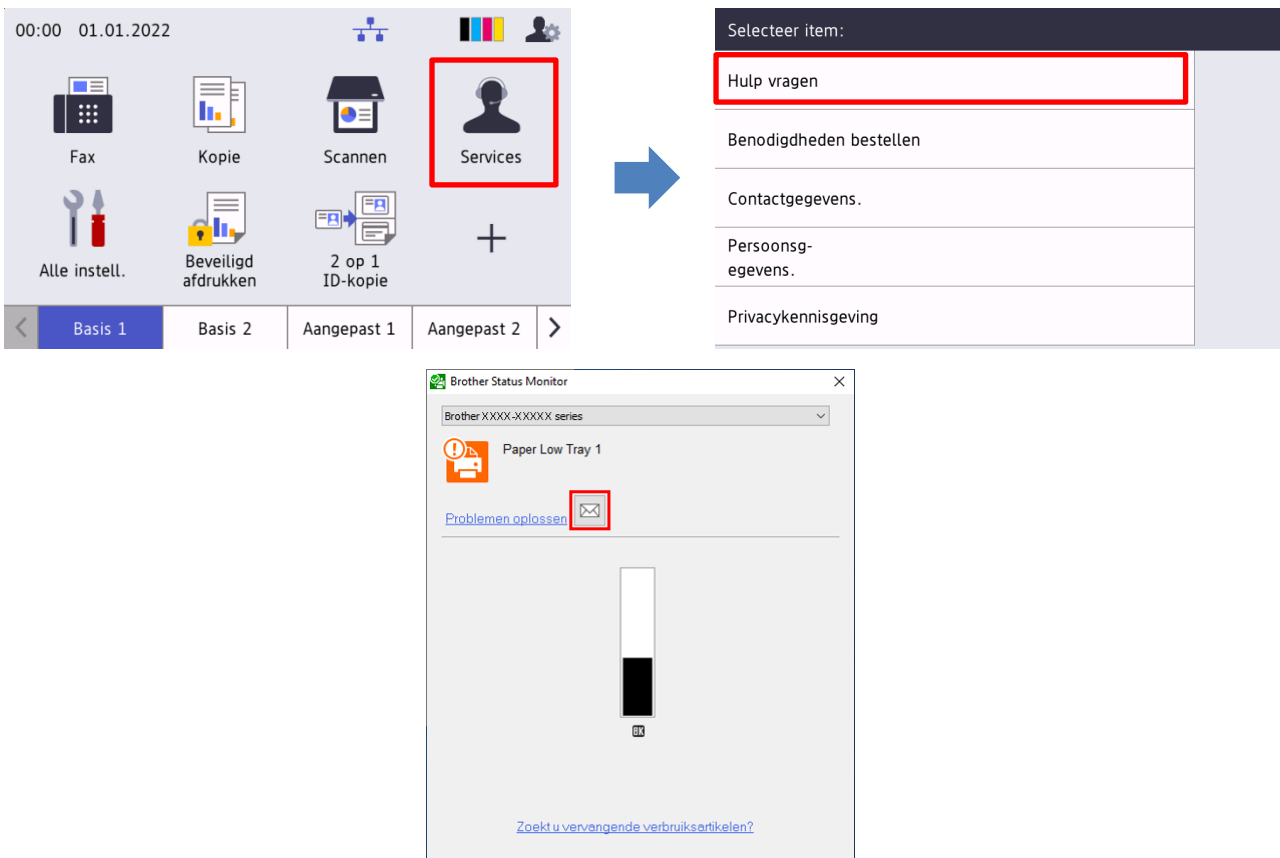 00:00 01.01.2022
Fax
Kopie
Scannen
Services
Alle instell.
Beveiligd
afdrukken
2 op 1
ID-kopie
Basis 1
Basis 2
Aangepast 1
Aangepast 2
Selecteer item:
Hulp vragen
Benodigdheden bestellen
Contactgegevens.
Persoonsg-
egevens.
Privacykennisgeving
Brother Status Monitor
Brother XXXX-XXXXX series
Paper Low Tray 1
Problemen oplossen
BK
Zoekt u vervangende verbruiksartikelen?